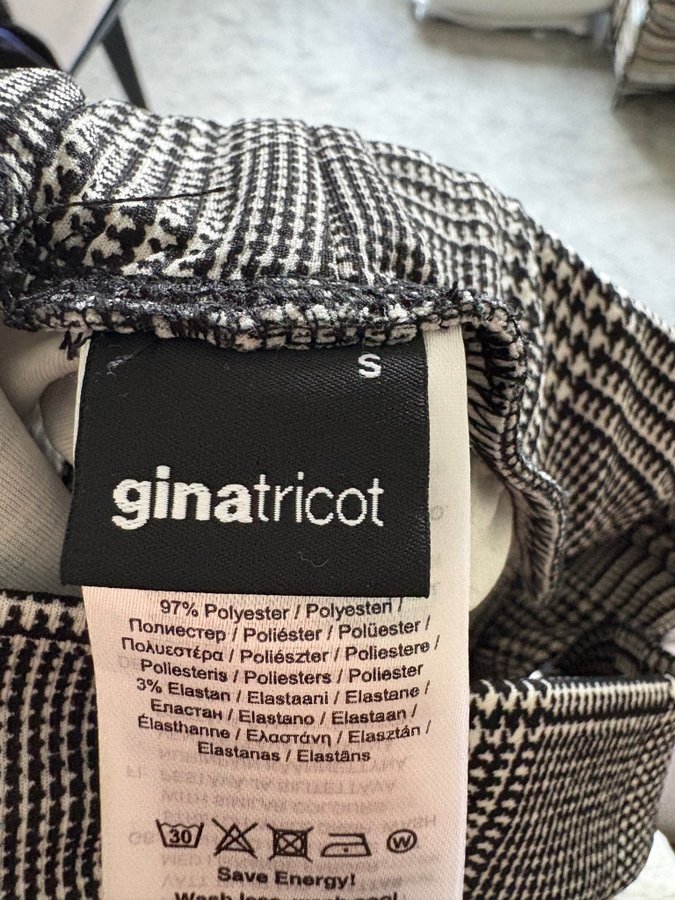 S
ginatricot
97% Polyester / Polyesteri /
Полиестер / Poliéster / Polüester /
Πολυεστέρα / Poliészter / Poliestere /
Poliesteris / Poliesters / Poliester
3% Elastan / Elastaani / Elastane /
Еластан / Elastano / Elastaan /
Élasthanne / Ελαστάνη / Elasztán /
Elastanas / Elastāns
30
W
Save Energy!